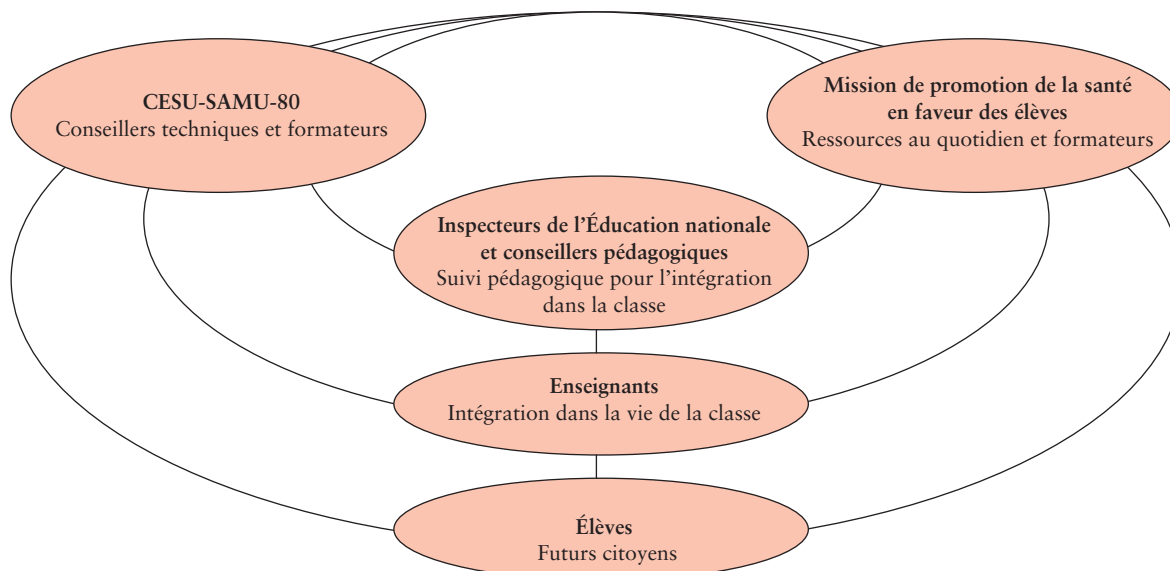 CESU-SAMU-80
Conseillers techniques et formateurs
Mission de promotion de la santé
en faveur des élèves
Ressources au quotidien et formateurs
Inspecteurs de l’Éducation nationale
et conseillers pédagogiques
Suivi pédagogique pour l’intégration
dans la classe
Enseignants
Intégration dans la vie de la classe
Élèves
Futurs citoyens